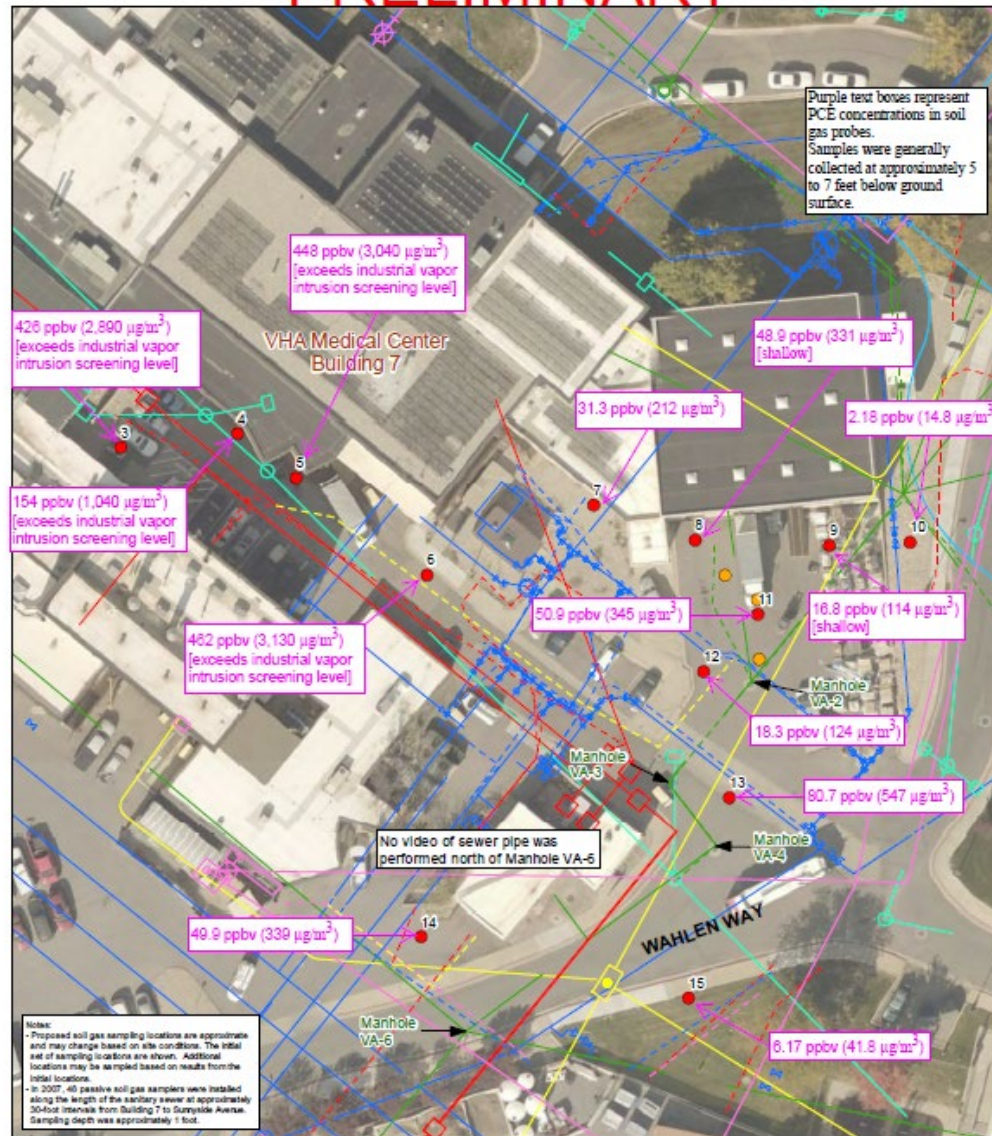 PRELIMINARY
Purple text boxes represent
PCE concentrations in soil
gas probes.
Samples were generally
collected at approximately 5
to 7 feet below ground
surface.
448 ppbv (3,040 µg/m³)
[exceeds industrial vapor
intrusion screening level]
VHA Medical Center
Building 7
426 ppbv (2,890 µg/m³)
[exceeds industrial vapor
intrusion screening level]
48.9 ppbv (331 µg/m³)
[shallow]
31.3 ppbv (212 µg/m³)
2.18 ppbv (14.8 µg/m³)
3
4
5
154 ppbv (1,040 µg/m³)
[exceeds industrial vapor
intrusion screening level]
7
8
9
10
6
11
50.9 ppbv (345 µg/m³)
16.8 ppbv (114 µg/m³)
[shallow]
462 ppbv (3,130 µg/m³)
[exceeds industrial vapor
intrusion screening level]
12
Manhole
VA-2
18.3 ppbv (124 µg/m³)
Manhole
VA-3
13
80.7 ppbv (547 µg/m³)
No video of sewer pipe was
performed north of Manhole VA-6
Manhole
VA-4
14
49.9 ppbv (339 µg/m³)
WAHLEN WAY
15
Manhole
VA-6
6.17 ppbv (41.8 µg/m³)
Notes:
- Proposed soil gas sampling locations are approximate
and may change based on site conditions. The initial
set of sampling locations are shown. Additional
locations may be sampled based on results from the
initial locations.
- In 2007, 46 passive soil gas samplers were installed
along the length of the sanitary sewer at approximately
30-foot intervals from Building 7 to Sunnyside Avenue.
Sampling depth was approximately 1 foot.